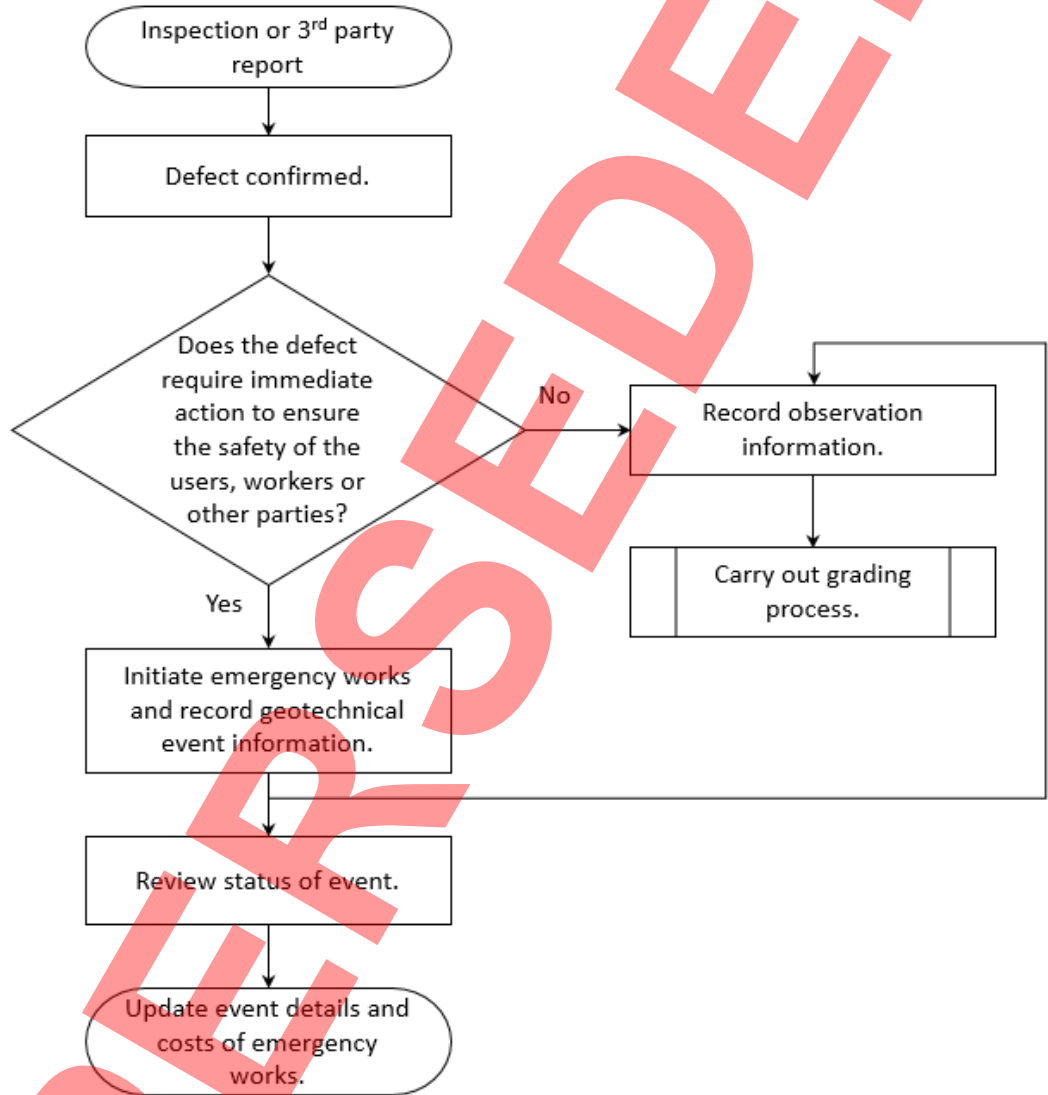 Inspection or 3rd party
report
Defect confirmed.
Does the defect
require immediate
action to ensure
the safety of the
users, workers or
other parties?
No
Record observation
information.
Carry out grading
process.
Yes
Initiate emergency works
and record geotechnical
event information.
Review status of event.
Update event details and
costs of emergency
works.
PERSEDE